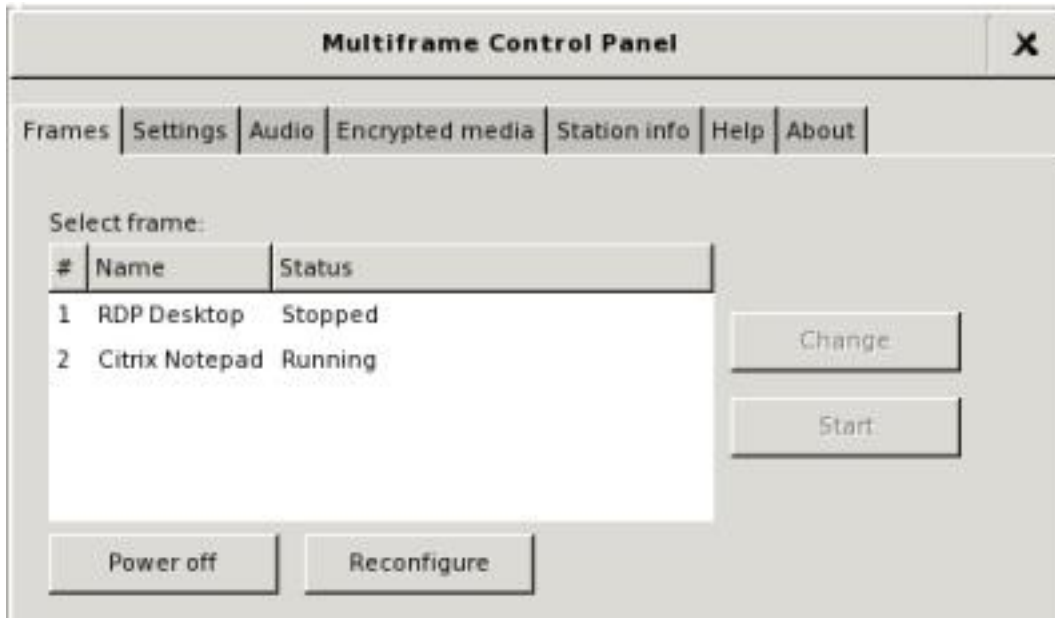 Multiframe Control Panel X
Frames Settings Audio Encrypted media Station info Help About
Select frame:
# Name Status
1 RDP Desktop Stopped
2 Citrix Notepad Running
Change
Start
Power off Reconfigure